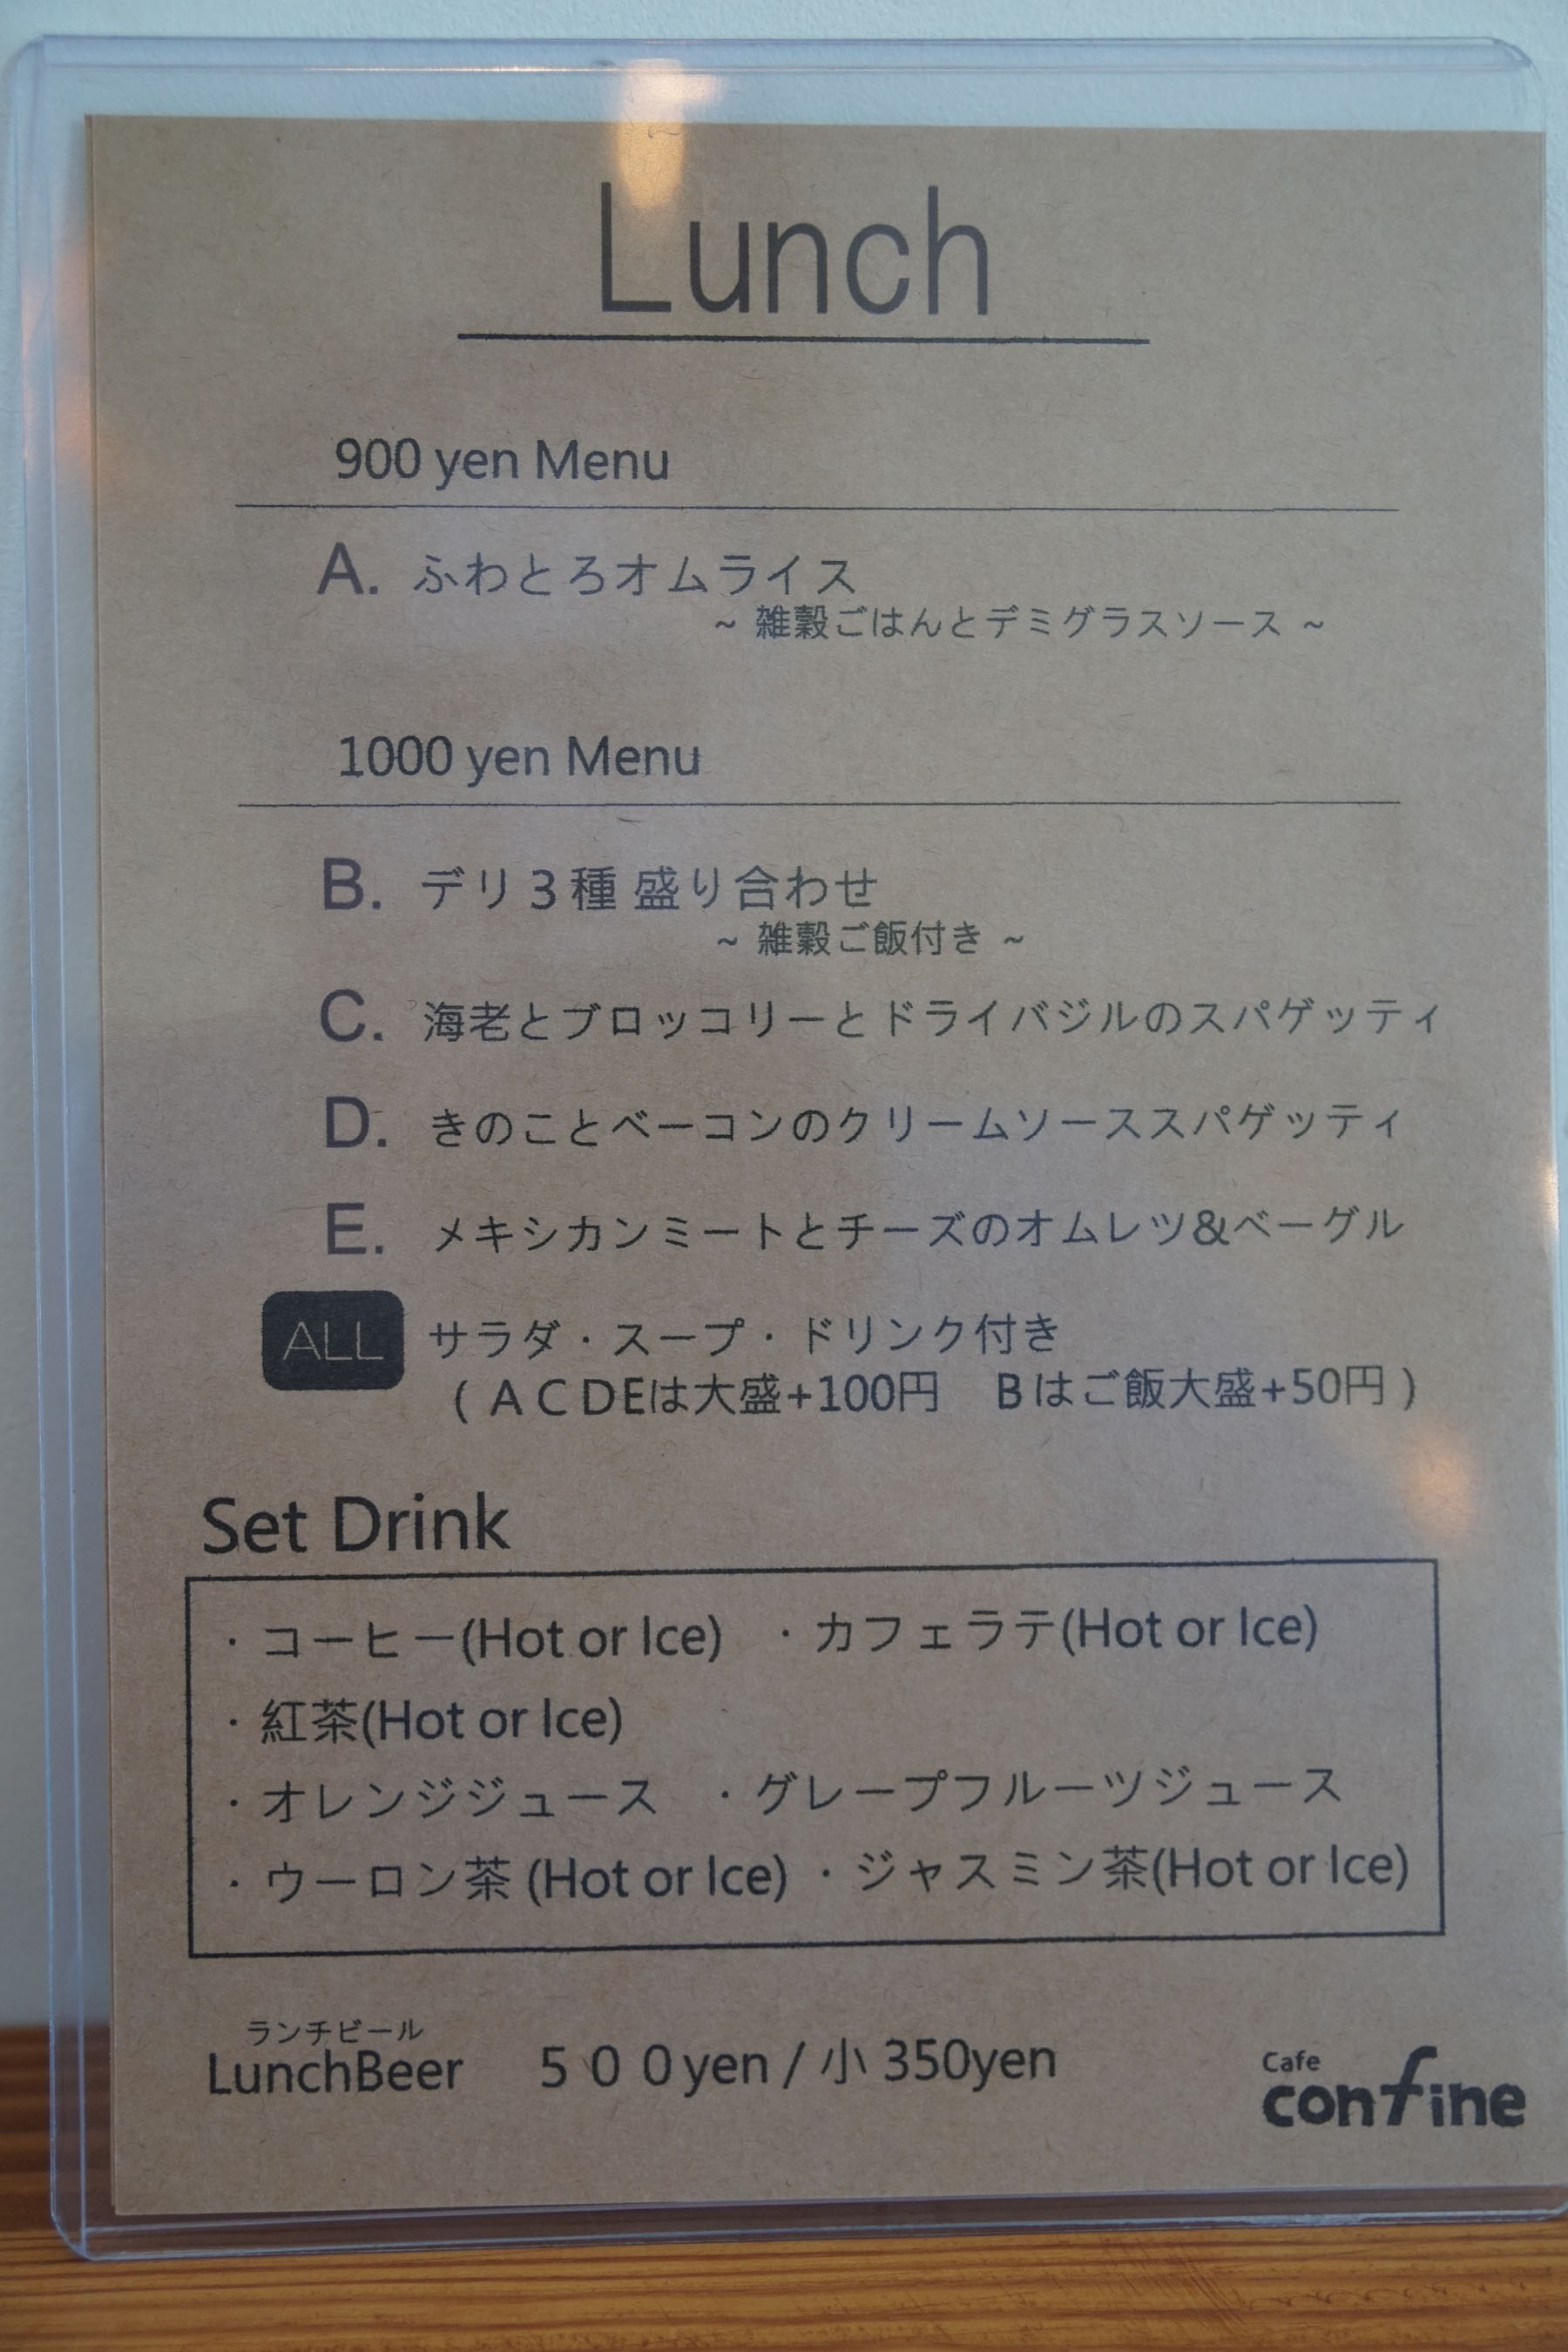 Lunch
900 yen Menu
A. ふわとろオムライス
~ 雑穀ごはんとデミグラスソース ~
1000 yen Menu
B. デリ３種 盛り合わせ
~ 雑穀ご飯付き ~
C. 海老とブロッコリーとドライバジルのスパゲッティ
D. きのことベーコンのクリームソーススパゲッティ
E. メキシカンミートとチーズのオムレツ&ベーグル
ALL サラダ・スープ・ドリンク付き
( ＡＣＤEは大盛+100円　Ｂはご飯大盛+50円 )
Set Drink
・コーヒー(Hot or Ice) ・カフェラテ(Hot or Ice)
・紅茶(Hot or Ice)
・オレンジジュース ・グレープフルーツジュース
・ウーロン茶 (Hot or Ice) ・ジャスミン茶(Hot or Ice)
ランチビール
LunchBeer ５００yen / 小 350yen
Cafe
confine